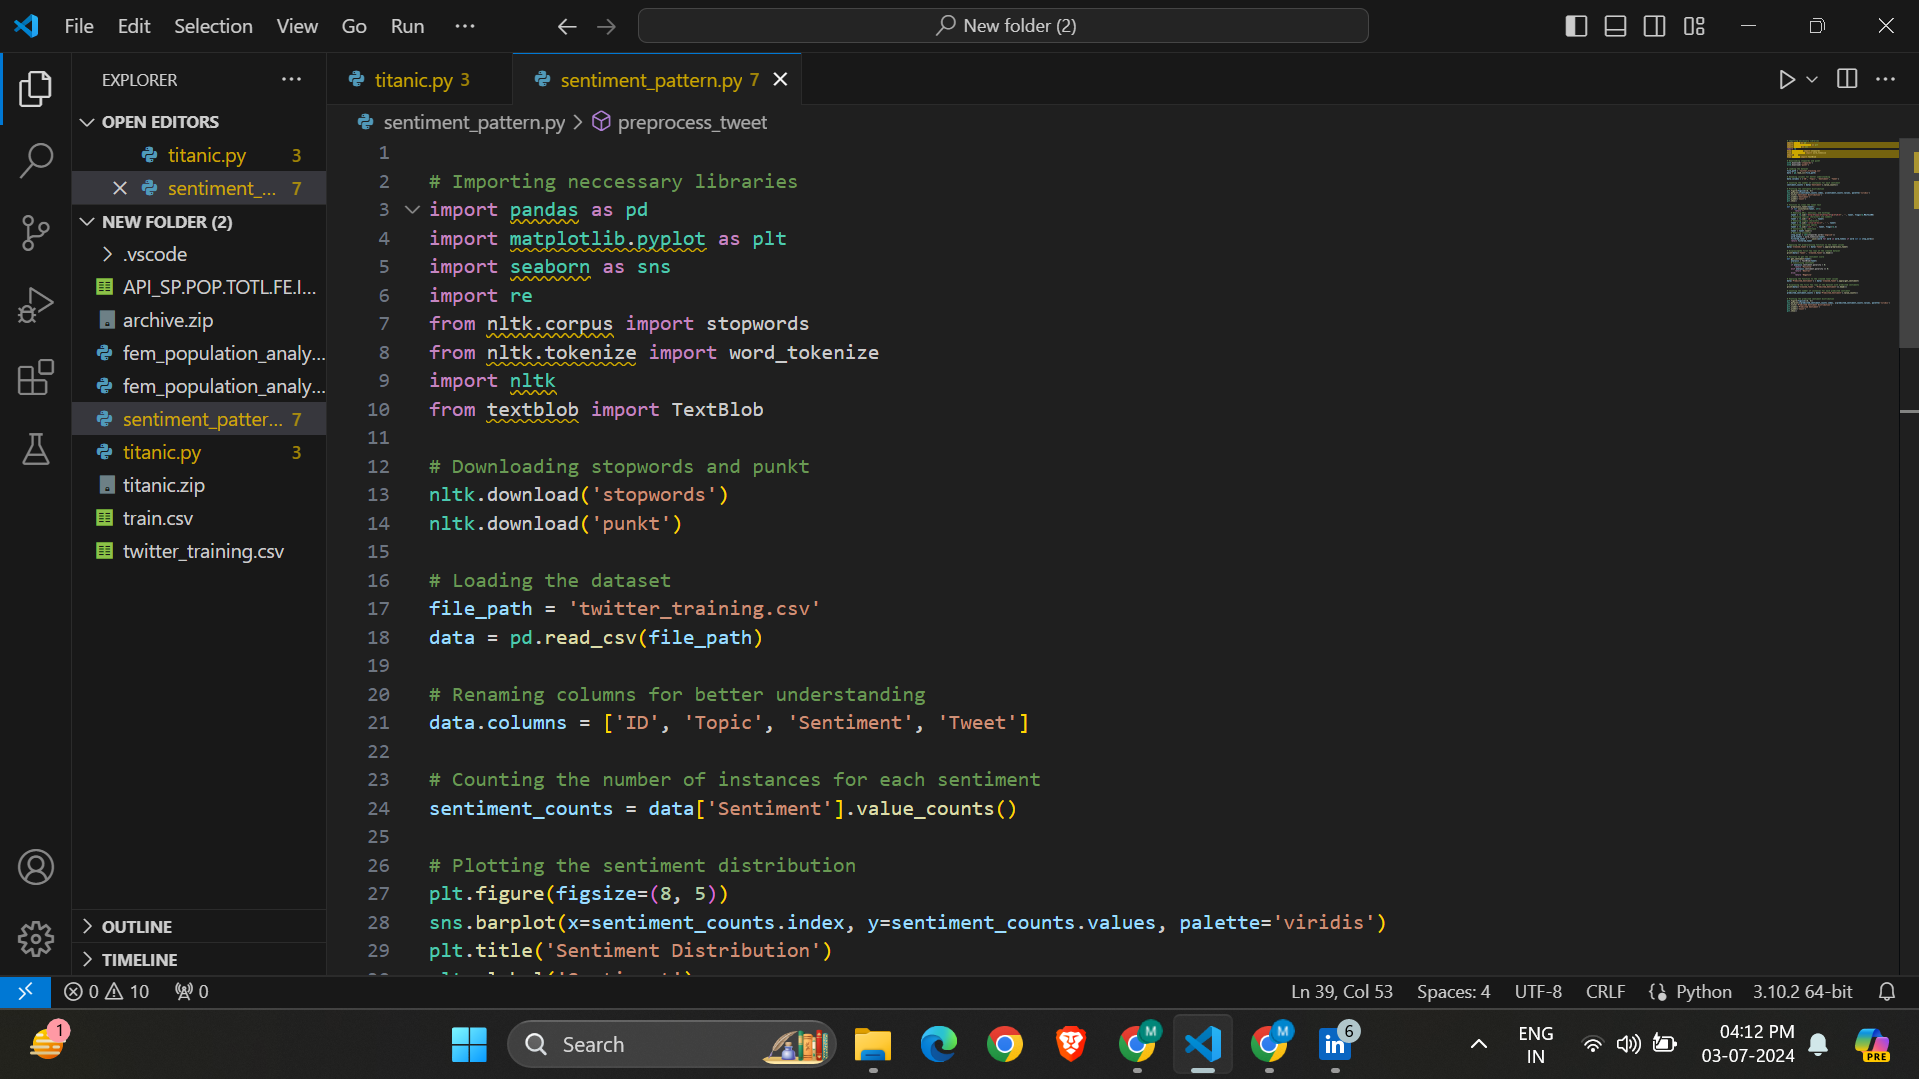 File Edit Selection View Go Run ... New folder (2)
EXPLORER ...
titanic.py 3 sentiment_pattern.py 7
OPEN EDITORS
titanic.py 3
sentiment_... 7
NEW FOLDER (2)
.vscode
API_SP.POP.TOTL.FE.I...
archive.zip
fem_population_analy...
fem_population_analy...
sentiment_patter... 7
titanic.py 3
titanic.zip
train.csv
twitter_training.csv
OUTLINE
TIMELINE
sentiment_pattern.py > preprocess_tweet
1
2 # Importing neccessary libraries
3 import pandas as pd
4 import matplotlib.pyplot as plt
5 import seaborn as sns
6 import re
7 from nltk.corpus import stopwords
8 from nltk.tokenize import word_tokenize
9 import nltk
10 from textblob import TextBlob
11
12 # Downloading stopwords and punkt
13 nltk.download('stopwords')
14 nltk.download('punkt')
15
16 # Loading the dataset
17 file_path = 'twitter_training.csv'
18 data = pd.read_csv(file_path)
19
20 # Renaming columns for better understanding
21 data.columns = ['ID', 'Topic', 'Sentiment', 'Tweet']
22
23 # Counting the number of instances for each sentiment
24 sentiment_counts = data['Sentiment'].value_counts()
25
26 # Plotting the sentiment distribution
27 plt.figure(figsize=(8, 5))
28 sns.barplot(x=sentiment_counts.index, y=sentiment_counts.values, palette='viridis')
29 plt.title('Sentiment Distribution')
0 10 0 Ln 39, Col 53 Spaces: 4 UTF-8 CRLF Python 3.10.2 64-bit
1 Search M M 6 ENG 04:12 PM
IN 03-07-2024 PRE